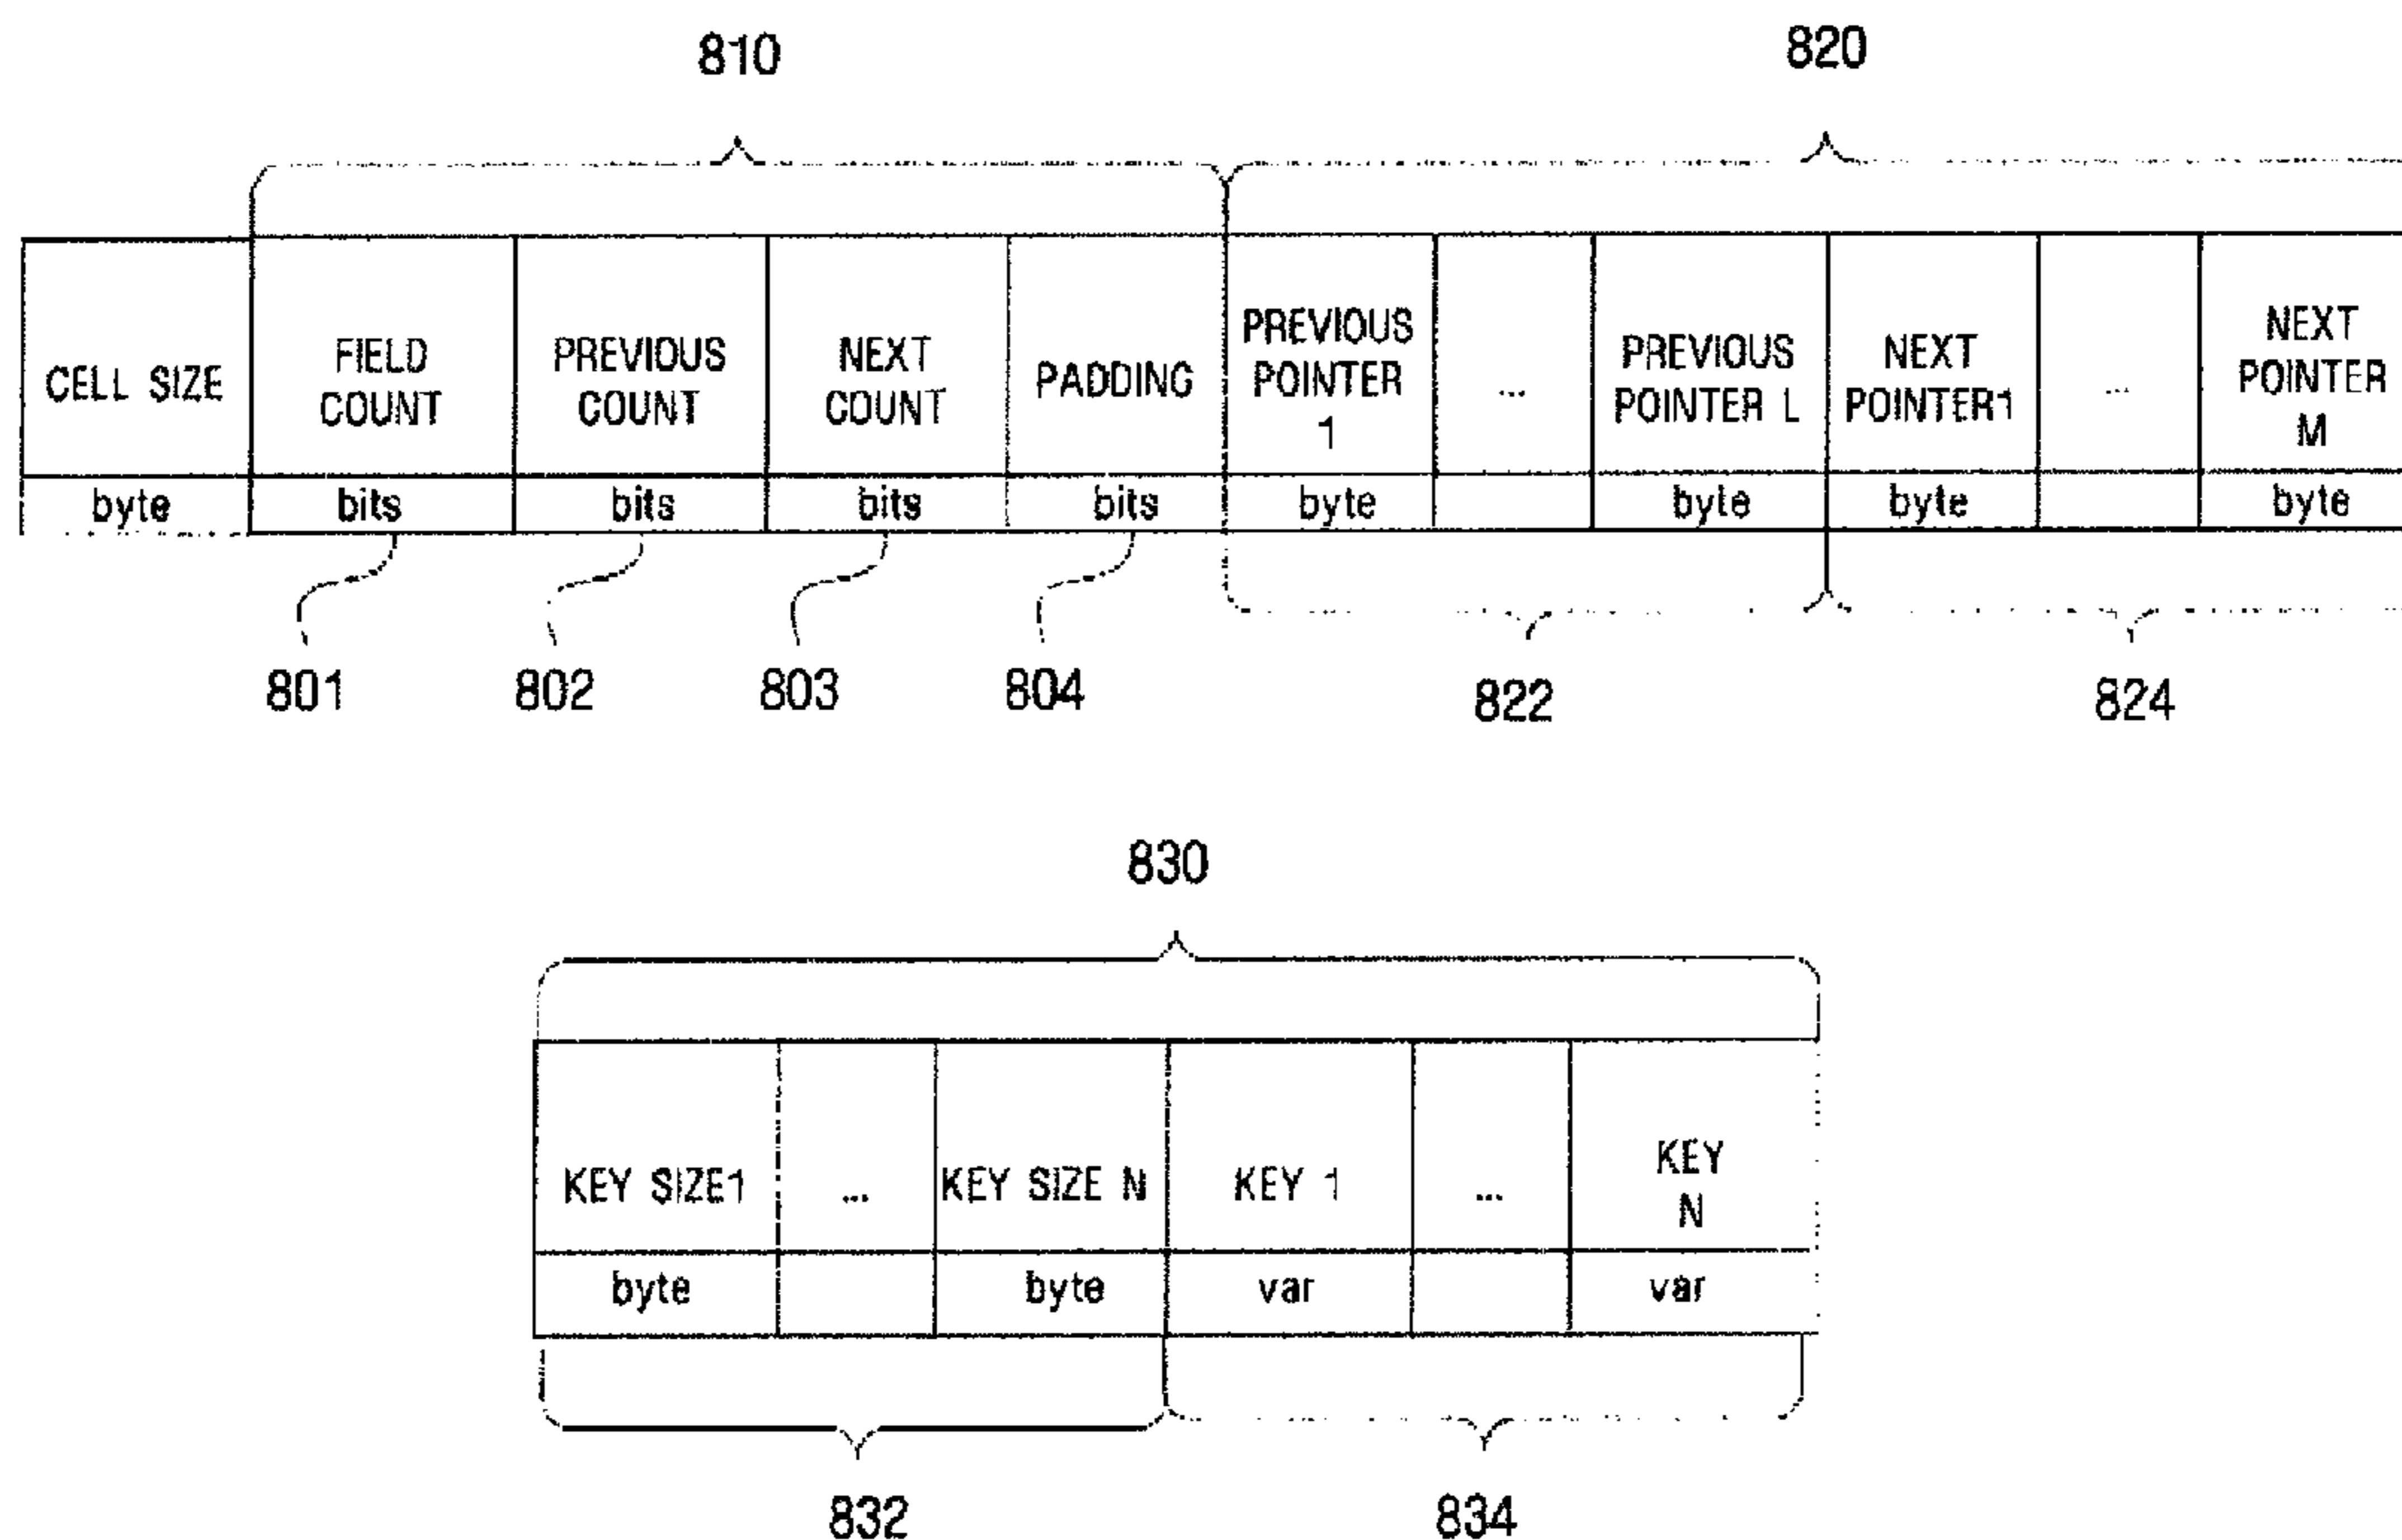 810
820
CELL SIZE
FIELD
COUNT
PREVIOUS
COUNT
NEXT
COUNT
PADDING
PREVIOUS
POINTER
1
...
PREVIOUS
POINTER L
NEXT
POINTER1
...
NEXT
POINTER
M
byte
bits
bits
bits
bits
byte
byte
byte
byte
801
802
803
804
822
824
830
KEY SIZE1
...
KEY SIZE N
KEY 1
...
KEY
N
byte
byte
var
var
832
834